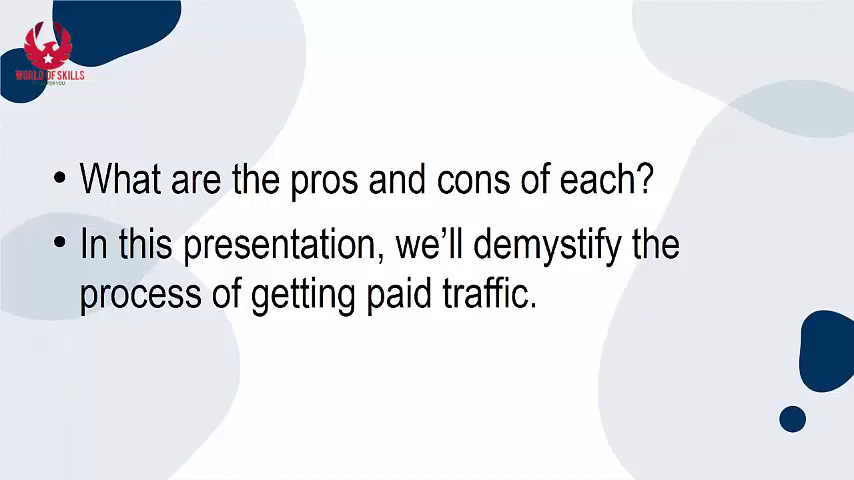 WORLD OF SKILLS
• What are the pros and cons of each?
• In this presentation, we’ll demystify the
process of getting paid traffic.